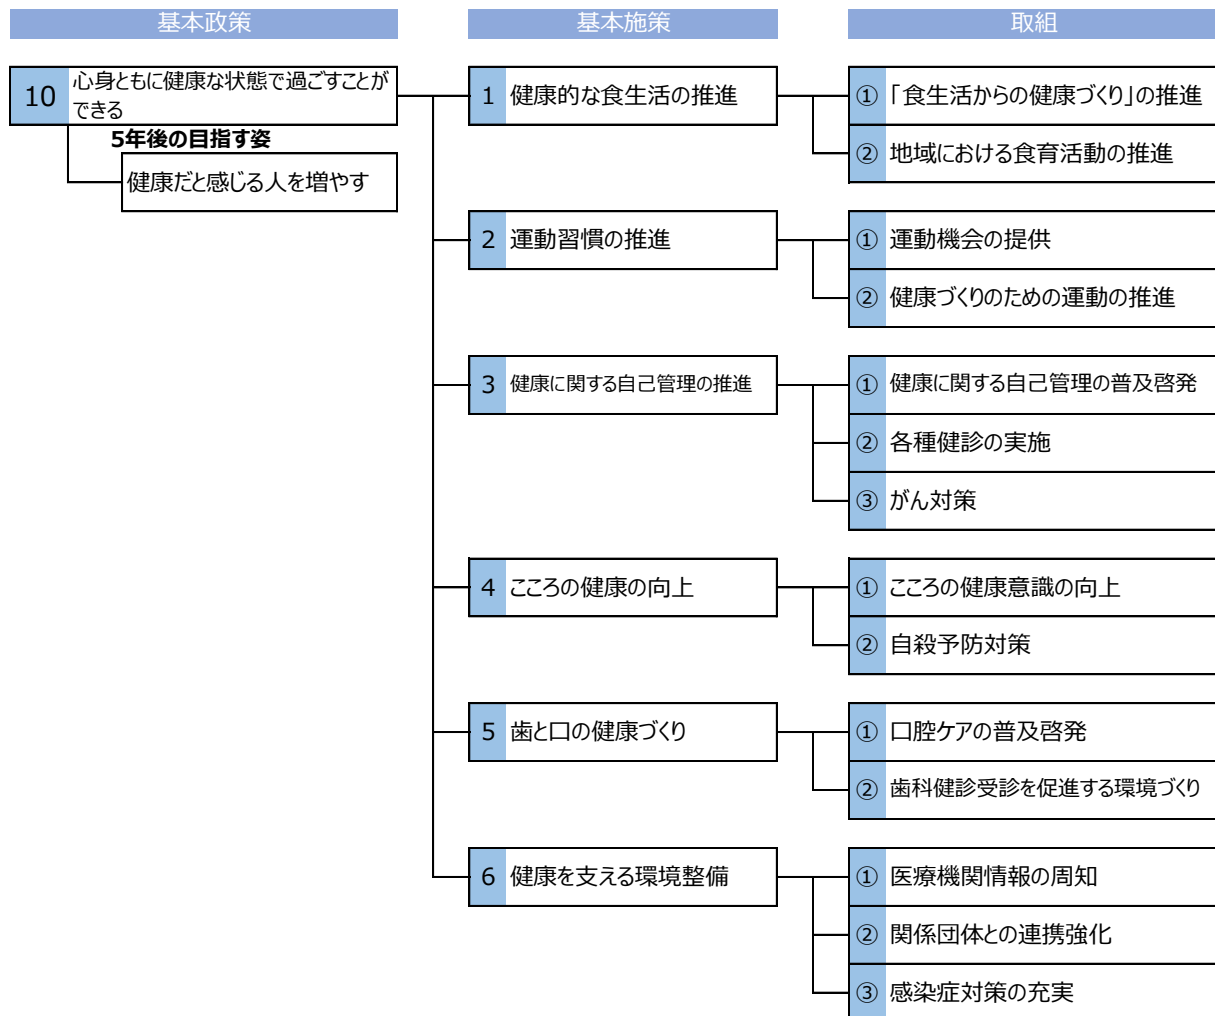 基本政策
基本施策
取組
10
心身ともに健康な状態で過ごすことが
できる
5年後の目指す姿
健康だと感じる人を増やす
1 健康的な食生活の推進
① 「食生活からの健康づくり」の推進
② 地域における食育活動の推進
2 運動習慣の推進
① 運動機会の提供
② 健康づくりのための運動の推進
3 健康に関する自己管理の推進
① 健康に関する自己管理の普及啓発
② 各種健診の実施
③ がん対策
4 こころの健康の向上
① こころの健康意識の向上
② 自殺予防対策
5 歯と口の健康づくり
① 口腔ケアの普及啓発
② 歯科健診受診を促進する環境づくり
6 健康を支える環境整備
① 医療機関情報の周知
② 関係団体との連携強化
③ 感染症対策の充実